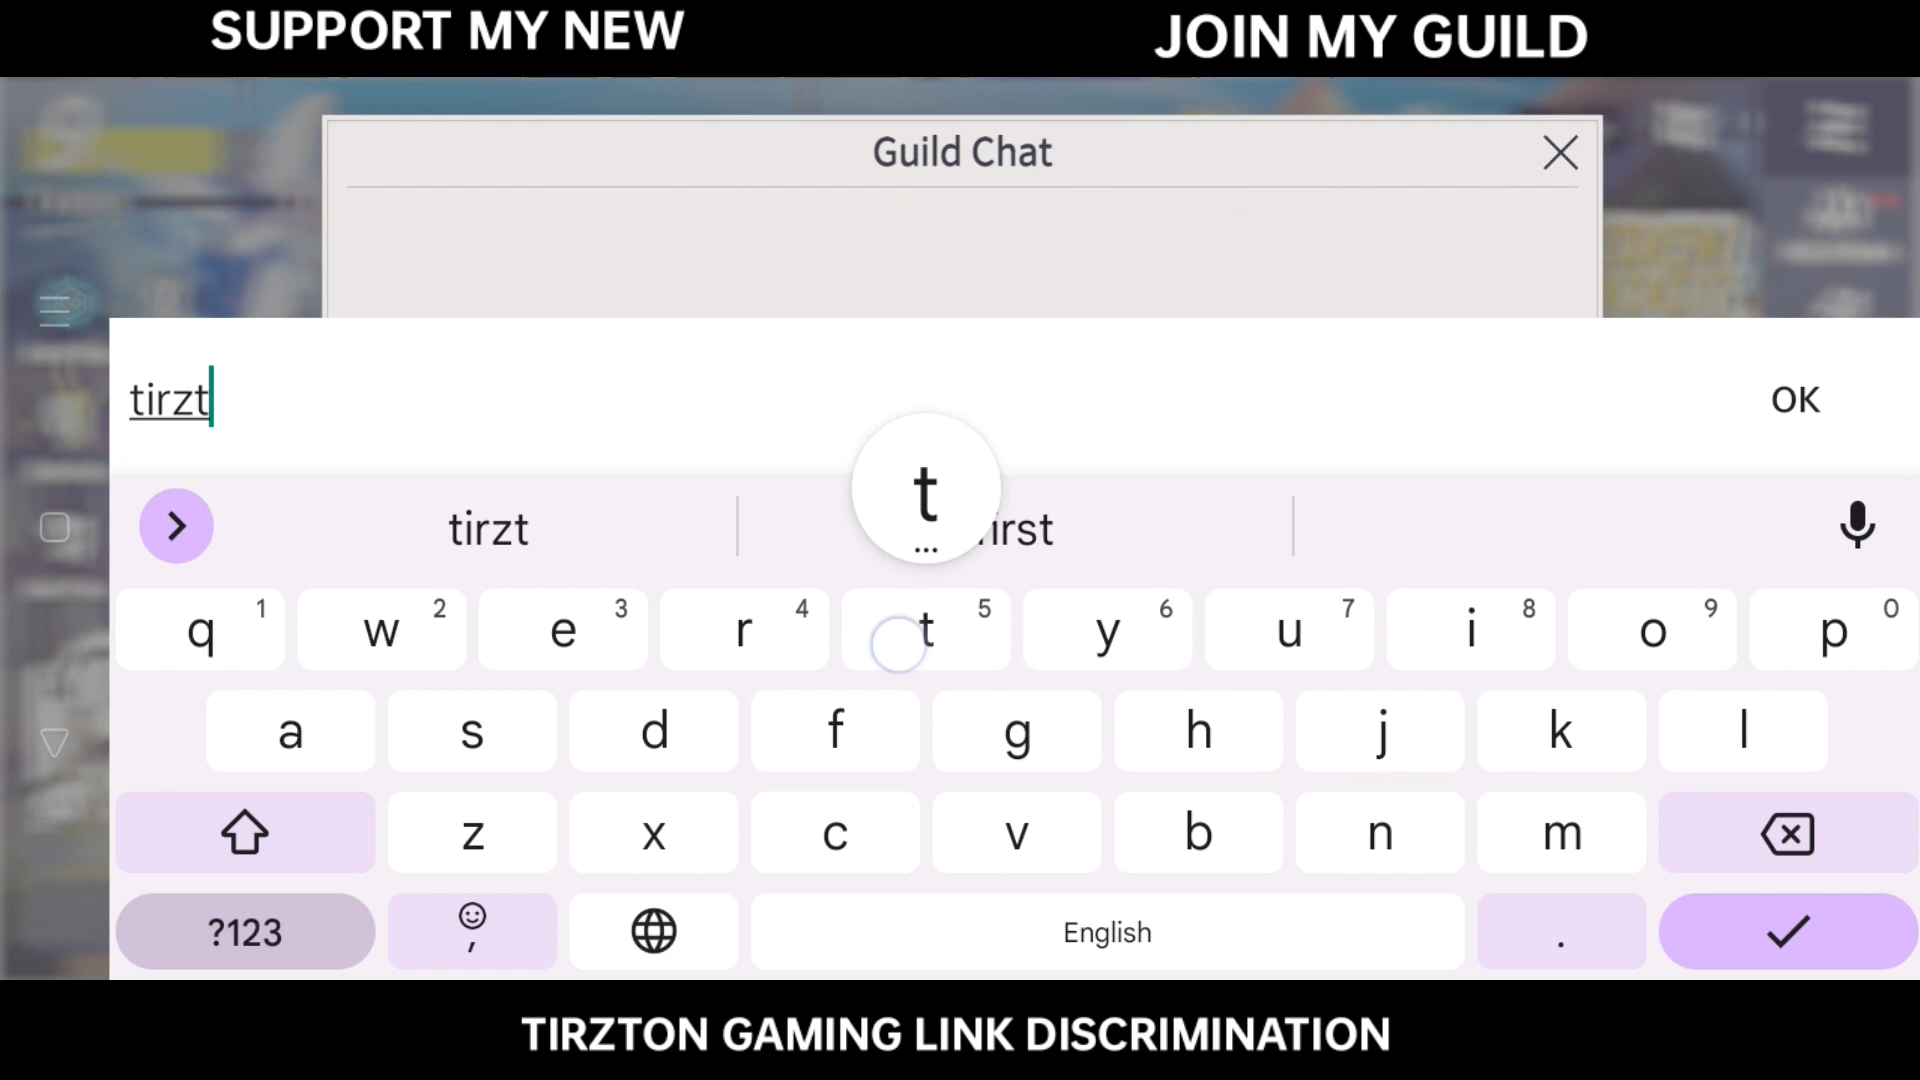 SUPPORT MY NEW
JOIN MY GUILD
Guild Chat
tirzt
OK
t
...
tirzt irst
q 1 w 2 e 3 r 4 t 5 y 6 u 7 i 8 o 9 p 0
a s d f g h j k l
z x c v b n m
?123 , English .
TIRZTON GAMING LINK DISCRIMINATION